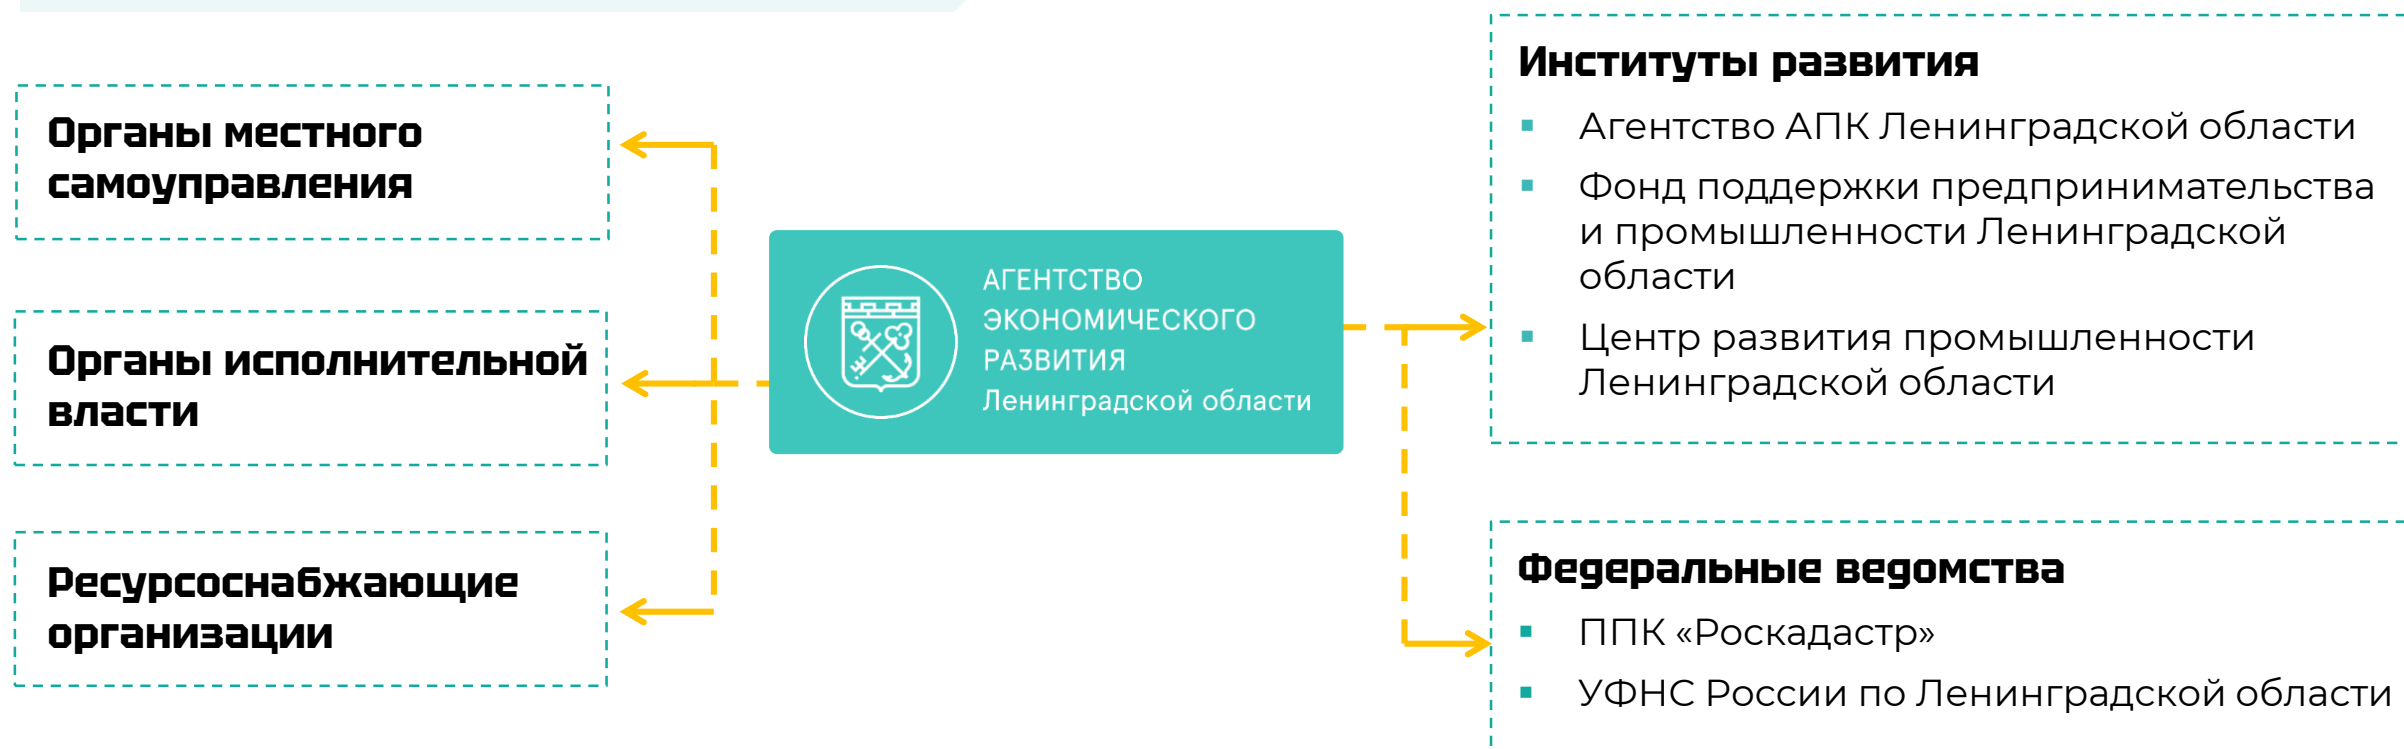 Органы местного
самоуправления
Органы исполнительной
власти
Ресурсоснабжающие
организации
АГЕНТСТВО
ЭКОНОМИЧЕСКОГО
РАЗВИТИЯ
Ленинградской области
Институты развития
Агентство АПК Ленинградской области
Фонд поддержки предпринимательства
и промышленности Ленинградской
области
Центр развития промышленности
Ленинградской области
Федеральные ведомства
ППК «Роскадастр»
УФНС России по Ленинградской области